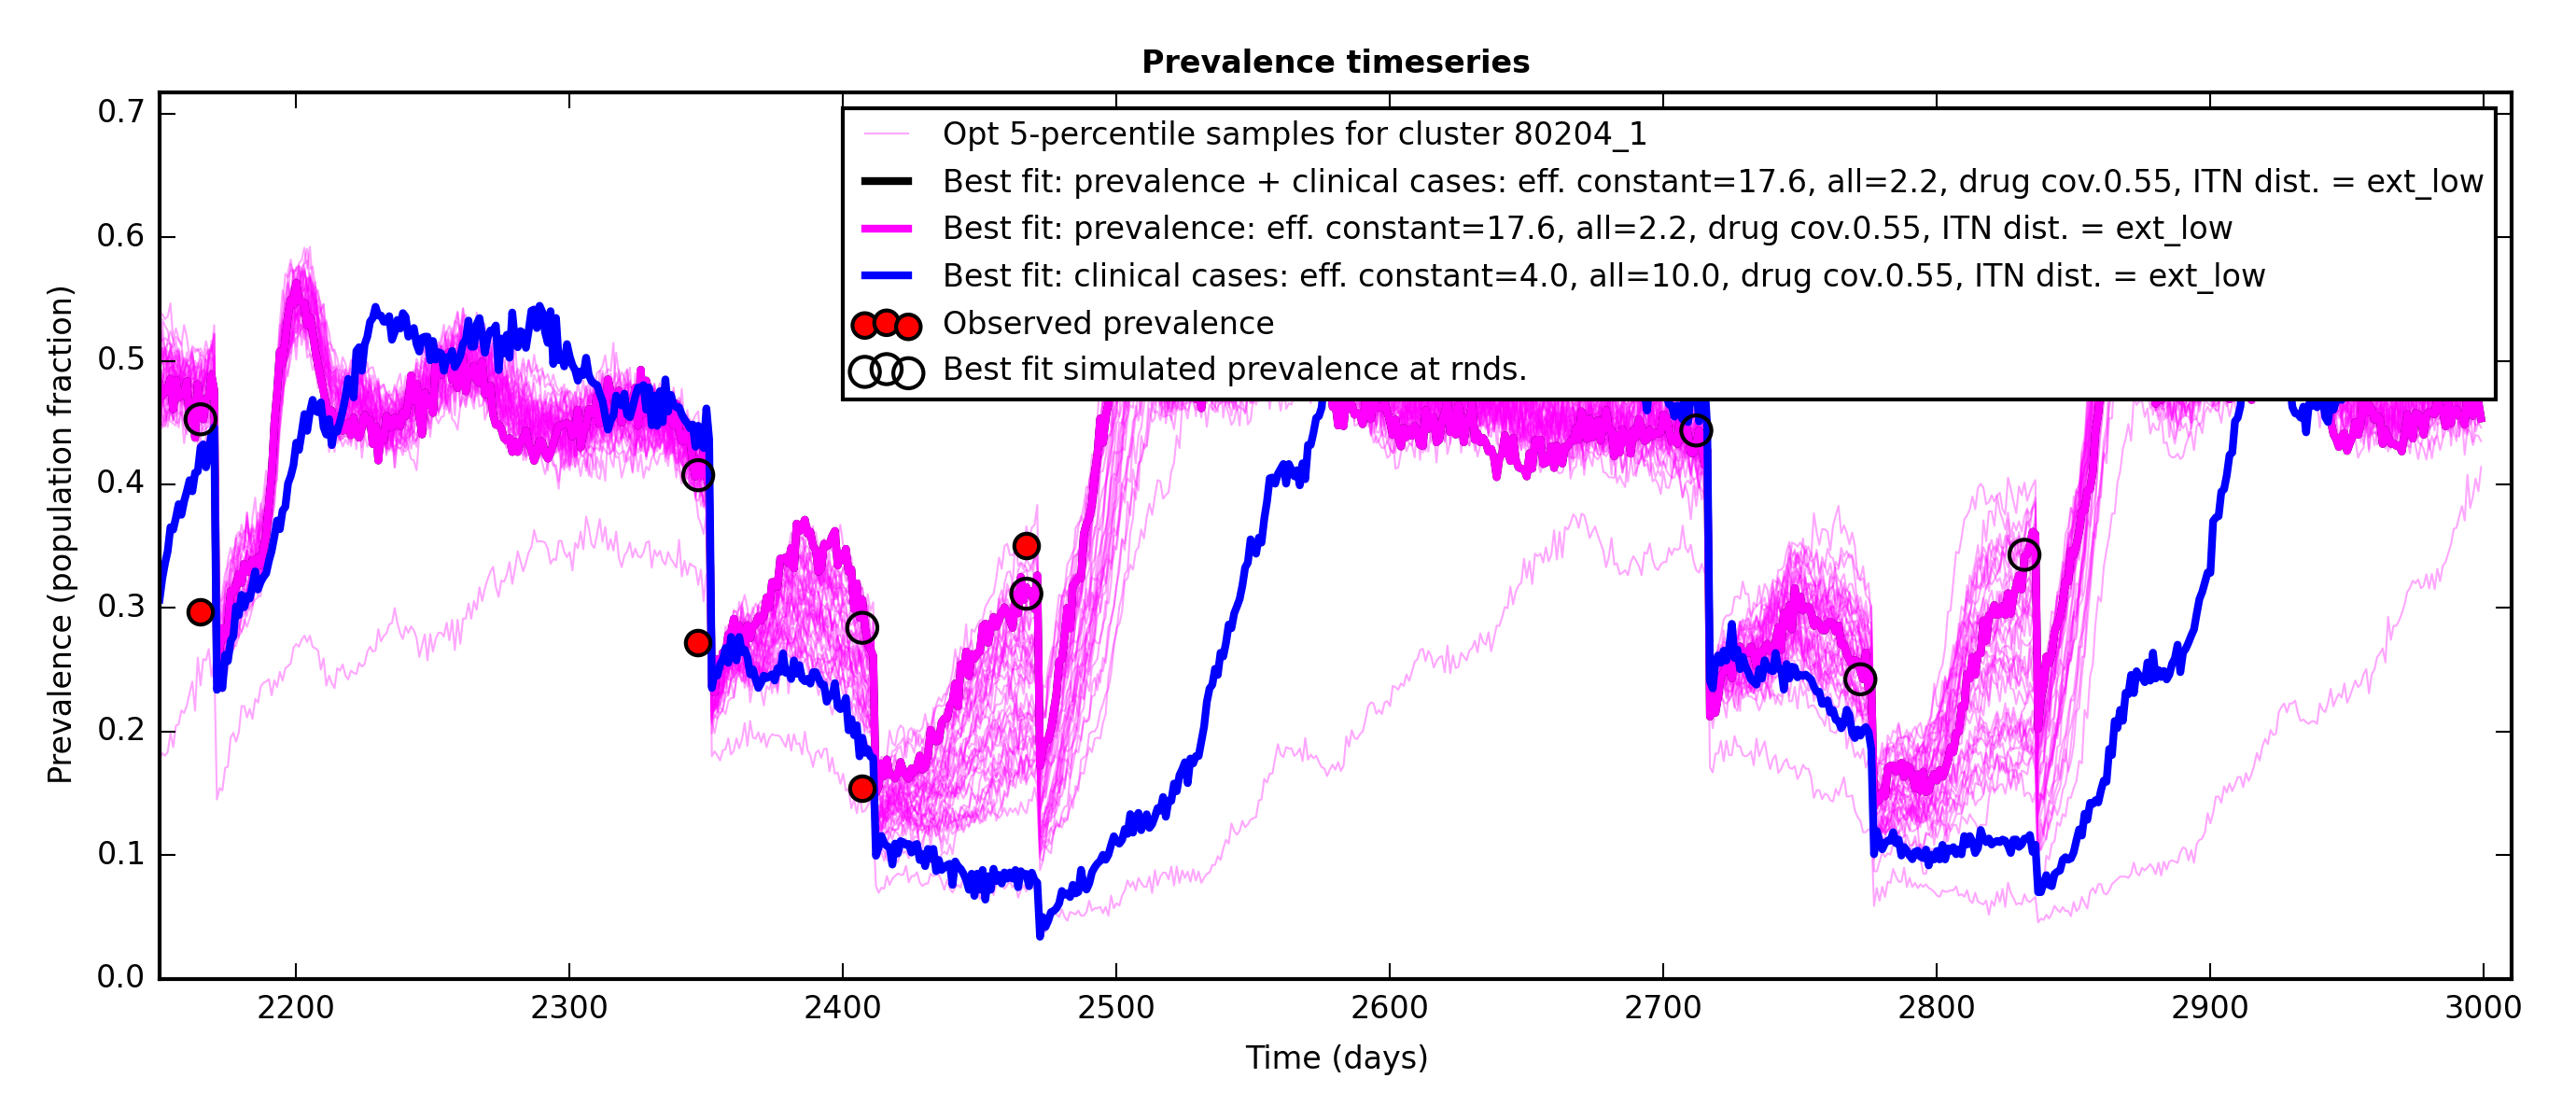 Prevalence timeseries
Opt 5-percentile samples for cluster 80204_1
Best fit: prevalence + clinical cases: eff. constant=17.6, all=2.2, drug cov.0.55, ITN dist. = ext_low
Best fit: prevalence: eff. constant=17.6, all=2.2, drug cov.0.55, ITN dist. = ext_low
Best fit: clinical cases: eff. constant=4.0, all=10.0, drug cov.0.55, ITN dist. = ext_low
Observed prevalence
Best fit simulated prevalence at rnds.
Prevalence (population fraction)
0.7
0.6
0.5
0.4
0.3
0.2
0.1
0.0
2200 2300 2400 2500 2600 2700 2800 2900 3000
Time (days)